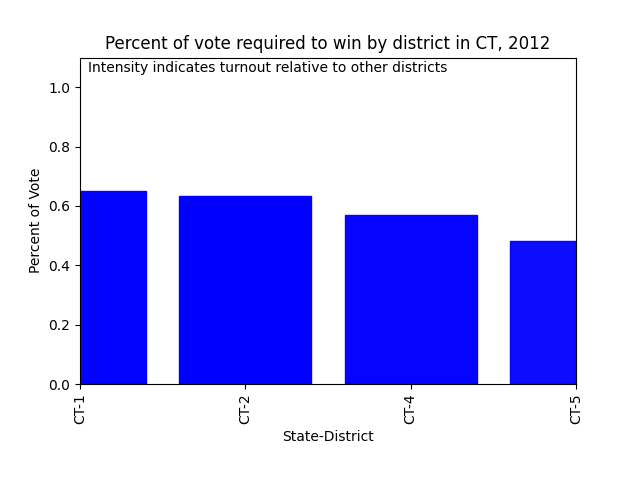 Percent of vote required to win by district in CT, 2012
Intensity indicates turnout relative to other districts
1.0
0.8
0.6
0.4
0.2
0.0
Percent of Vote
CT-1
CT-2
CT-4
CT-5
State-District